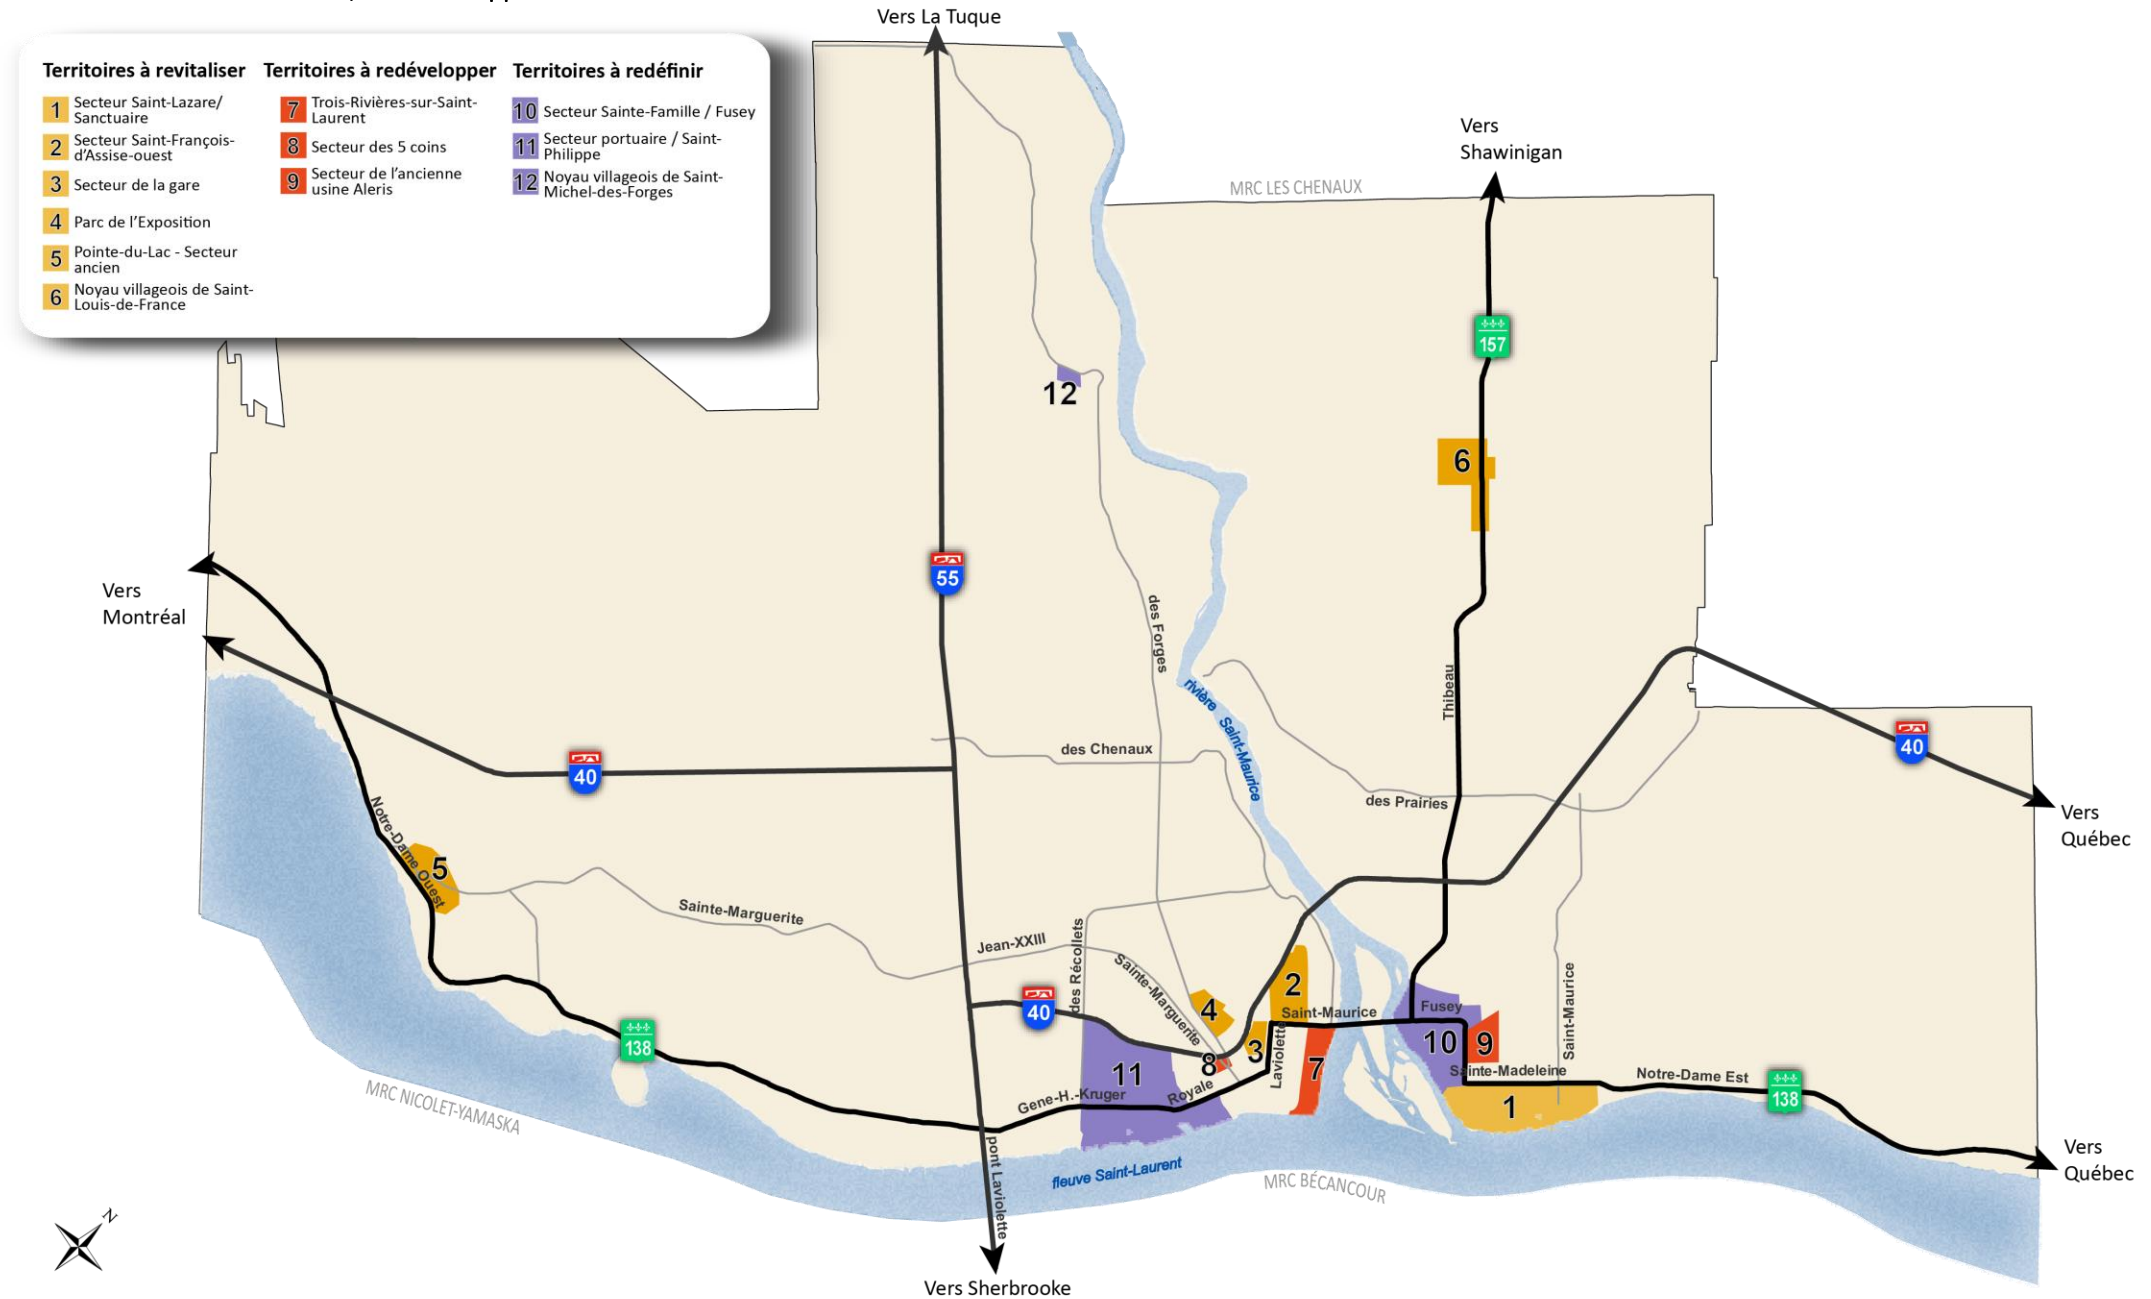 Vers La Tuque
Territoires à revitaliser
1 Secteur Saint-Lazare/
Sanctuaire
2 Secteur Saint-François-
d'Assise-ouest
3 Secteur de la gare
4 Parc de l'Exposition
5 Pointe-du-Lac - Secteur
ancien
6 Noyau villageois de Saint-
Louis-de-France
Territoires à redévelopper
7 Trois-Rivières-sur-Saint-
Laurent
8 Secteur des 5 coins
9 Secteur de l'ancienne
usine Aleris
Territoires à redéfinir
10 Secteur Sainte-Famille / Fusey
11 Secteur portuaire / Saint-
Philippe
12 Noyau villageois de Saint-
Michel-des-Forges
Vers
Shawinigan
MRC LES CHENAUX
157
12
6
55
Vers
Montréal
des Forges
rivière Saint-Maurice
Thibeau
des Chenaux
40
40
des Prairies
Vers
Québec
Notre-Dame Ouest
5
Sainte-Marguerite
Jean-XXIII
des Récollets
Sainte-Marguerite
2
4
40
Saint-Maurice
Fusey
Saint-Maurice
138
3
Laviolette
10
9
8
7
11
Sainte-Madeleine
Notre-Dame Est
138
Gene-H.-Kruger
Royale
1
MRC NICOLET-YAMASKA
pont Laviolette
fleuve Saint-Laurent
MRC BÉCANCOUR
Vers
Québec
N
Vers Sherbrooke